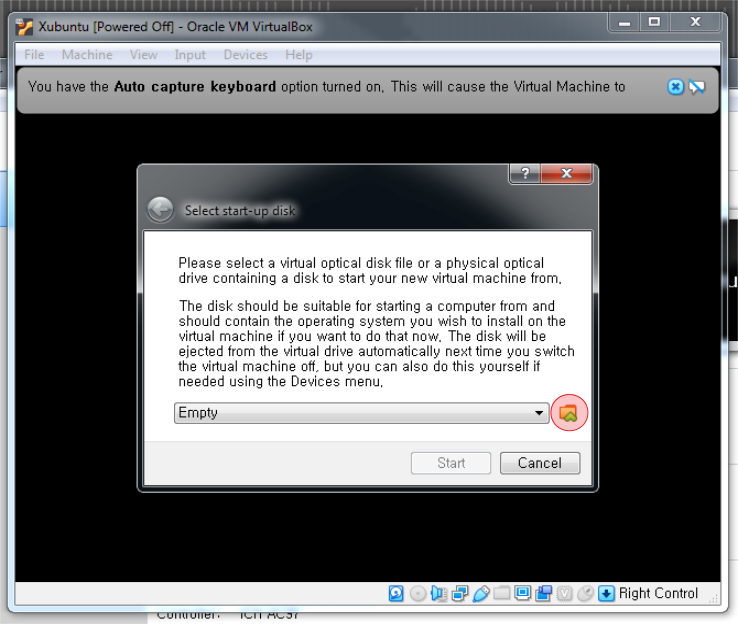 Xubuntu [Powered Off] - Oracle VM VirtualBox
File Machine View Input Devices Help
You have the Auto capture keyboard option turned on, This will cause the Virtual Machine to
Select start-up disk
Please select a virtual optical disk file or a physical optical
drive containing a disk to start your new virtual machine from,
The disk should be suitable for starting a computer from and
should contain the operating system you wish to install on the
virtual machine if you want to do that now, The disk will be
ejected from the virtual drive automatically next time you switch
the virtual machine off, but you can also do this yourself if
needed using the Devices menu,
Empty
Start Cancel
Right Control
Controller: ICH AC97